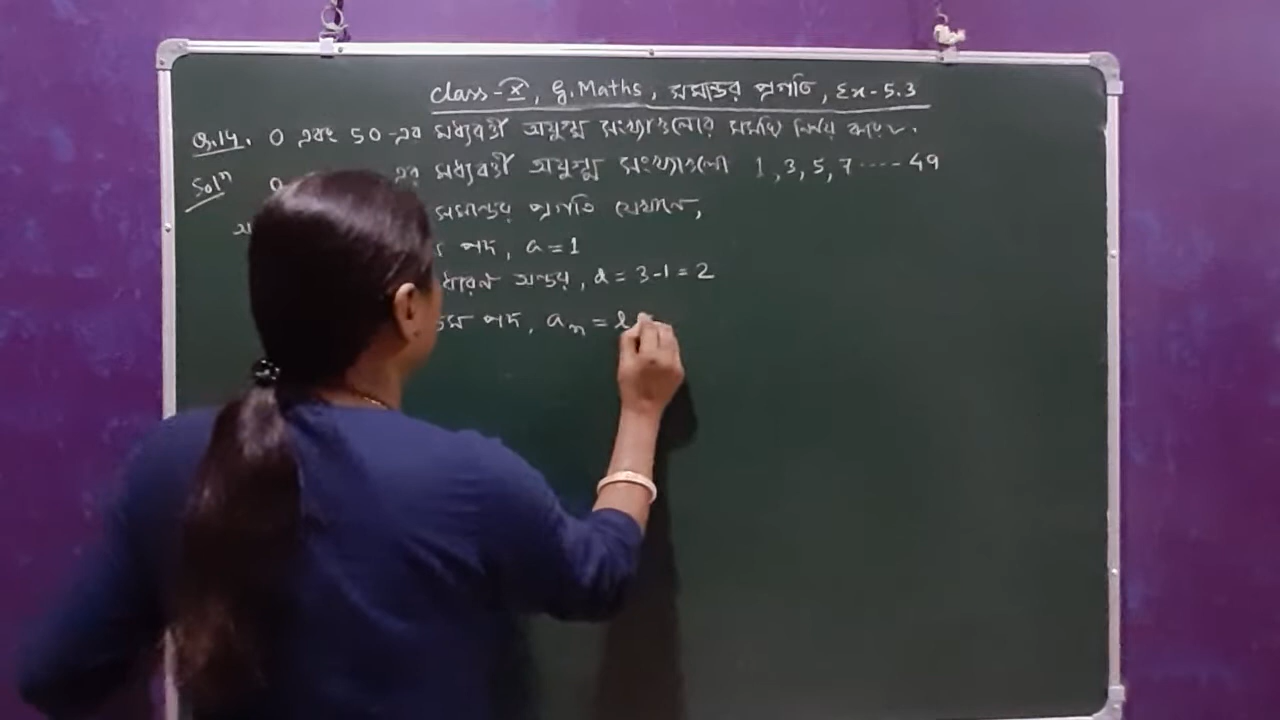 class-X, G.Maths, সমান্তর প্রগতি, Ex-5.3
Q.14. 0 এবং 50-এর মধ্যবর্তী অযুগ্ম সংখ্যাগুলোর সমষ্টি নির্ণয় করো।
Solⁿ 0 এর মধ্যবর্তী অযুগ্ম সংখ্যাগুলো 1, 3, 5, 7 ---- 49
সমান্তর প্রগতি যেখানে,
পদ, a = 1
অন্তর, d = 3-1 = 2
পদ, aₙ = l